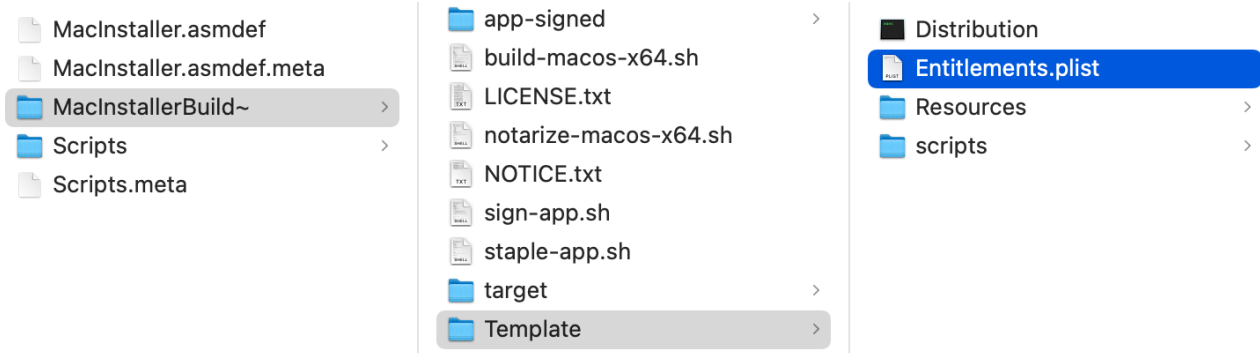 MacInstaller.asmdef
MacInstaller.asmdef.meta
MacInstallerBuild~
Scripts
Scripts.meta
app-signed
build-macos-x64.sh
LICENSE.txt
notarize-macos-x64.sh
NOTICE.txt
sign-app.sh
staple-app.sh
target
Template
Distribution
Entitlements.plist
Resources
scripts